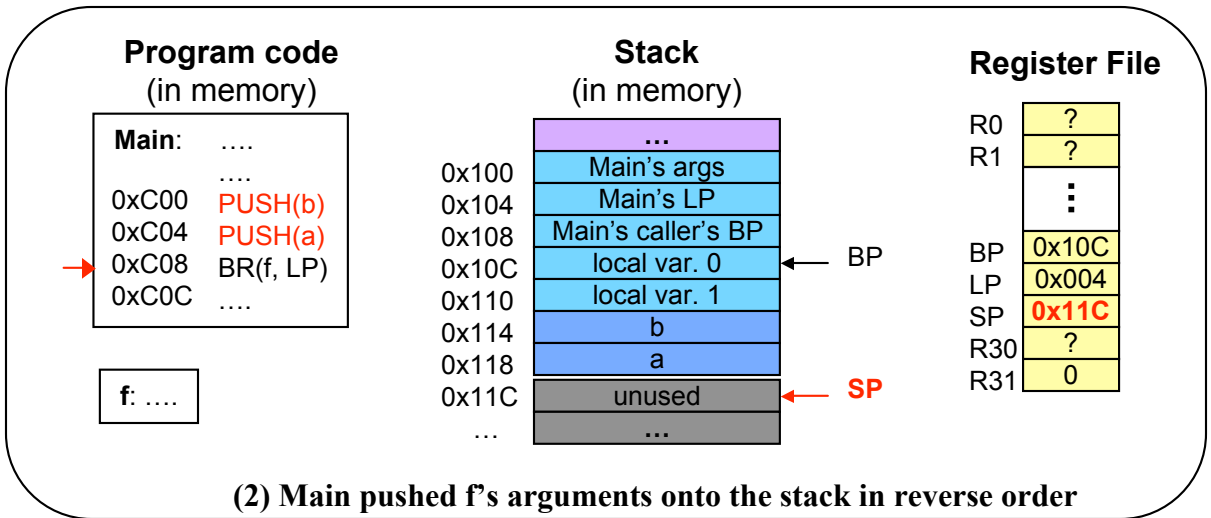 Program code
(in memory)
Main: ....
....
0xC00 PUSH(b)
0xC04 PUSH(a)
0xC08 BR(f, LP)
0xC0C ....
f: ....
Stack
(in memory)
...
0x100 Main's args
0x104 Main's LP
0x108 Main's caller's BP
0x10C local var. 0 BP
0x110 local var. 1
0x114 b
0x118 a
0x11C unused SP
... ...
Register File
R0 ?
R1 ?
⋮
BP 0x10C
LP 0x004
SP 0x11C
R30 ?
R31 0
(2) Main pushed f's arguments onto the stack in reverse order